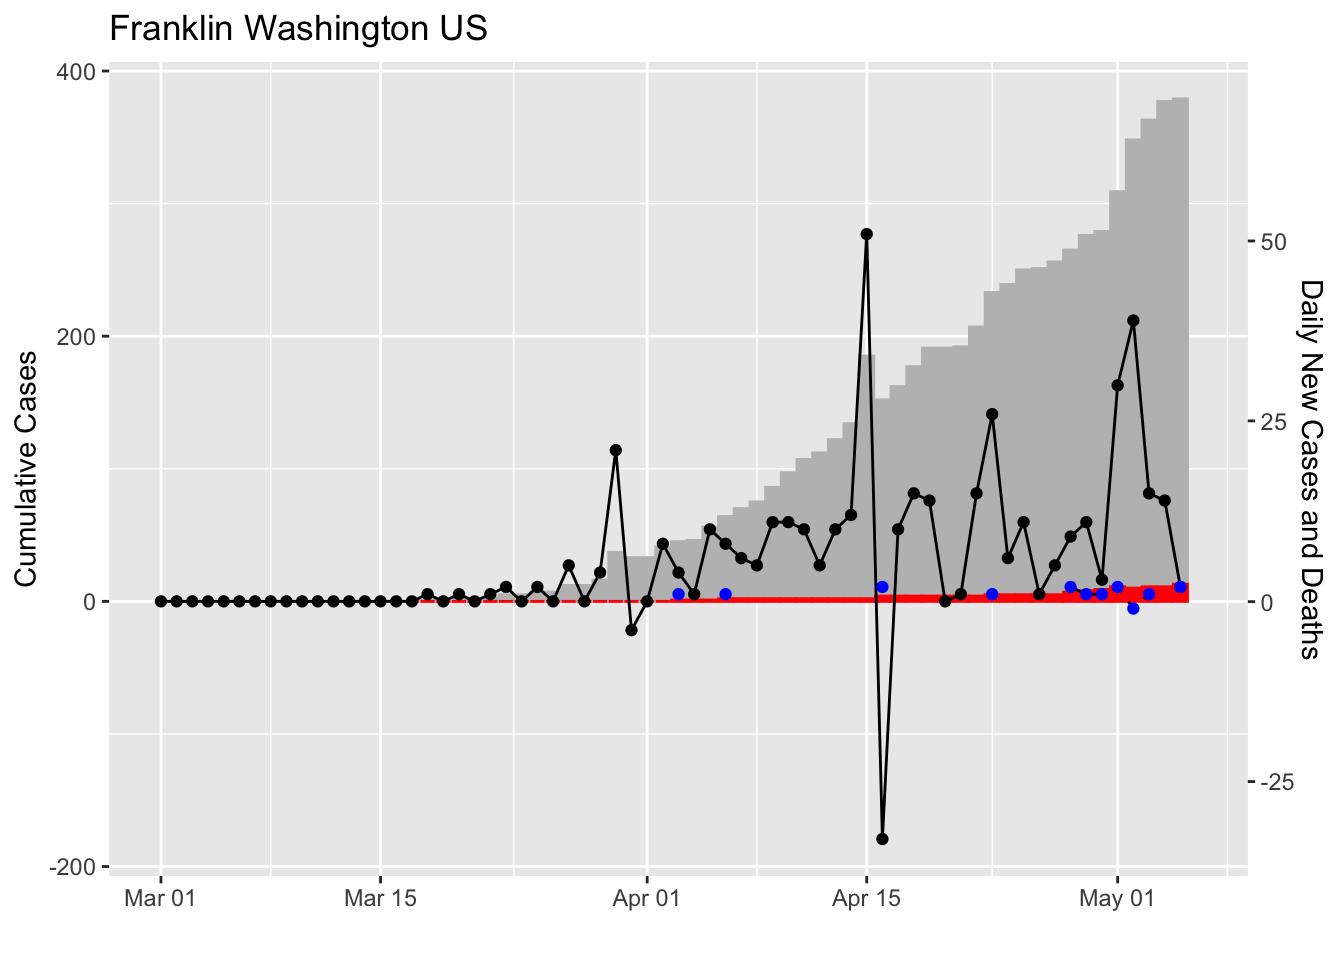 Franklin Washington US
Cumulative Cases
400
200
0
-200
50
25
0
-25
Daily New Cases and Deaths
Mar 01
Mar 15
Apr 01
Apr 15
May 01